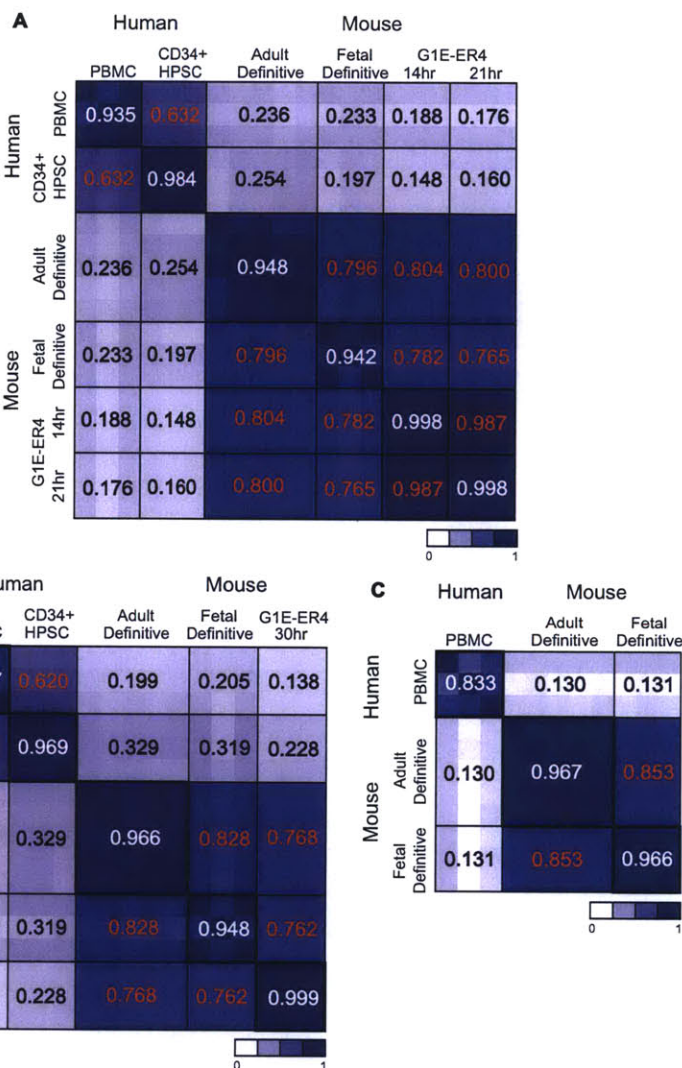 A
Human Mouse
PBMC CD34+ HPSC Adult Definitive Fetal Definitive G1E-ER4 14hr 21hr
Human
PBMC 0.935 0.632 0.236 0.233 0.188 0.176
CD34+ HPSC 0.632 0.984 0.254 0.197 0.148 0.160
Mouse
Adult Definitive 0.236 0.254 0.948 0.796 0.804 0.800
Fetal Definitive 0.233 0.197 0.796 0.942 0.782 0.765
G1E-ER4
14hr 0.188 0.148 0.804 0.782 0.998 0.987
21hr 0.176 0.160 0.800 0.765 0.987 0.998
0 1
Mouse
CD34+ HPSC Adult Definitive Fetal Definitive G1E-ER4 30hr
0.620 0.199 0.205 0.138
0.969 0.329 0.319 0.228
0.329 0.966 0.828 0.768
0.319 0.828 0.948 0.762
0.228 0.768 0.762 0.999
0 1
C
Human Mouse
PBMC Adult Definitive Fetal Definitive
Human
PBMC 0.833 0.130 0.131
Mouse
Adult Definitive 0.130 0.967 0.853
Fetal Definitive 0.131 0.853 0.966
0 1